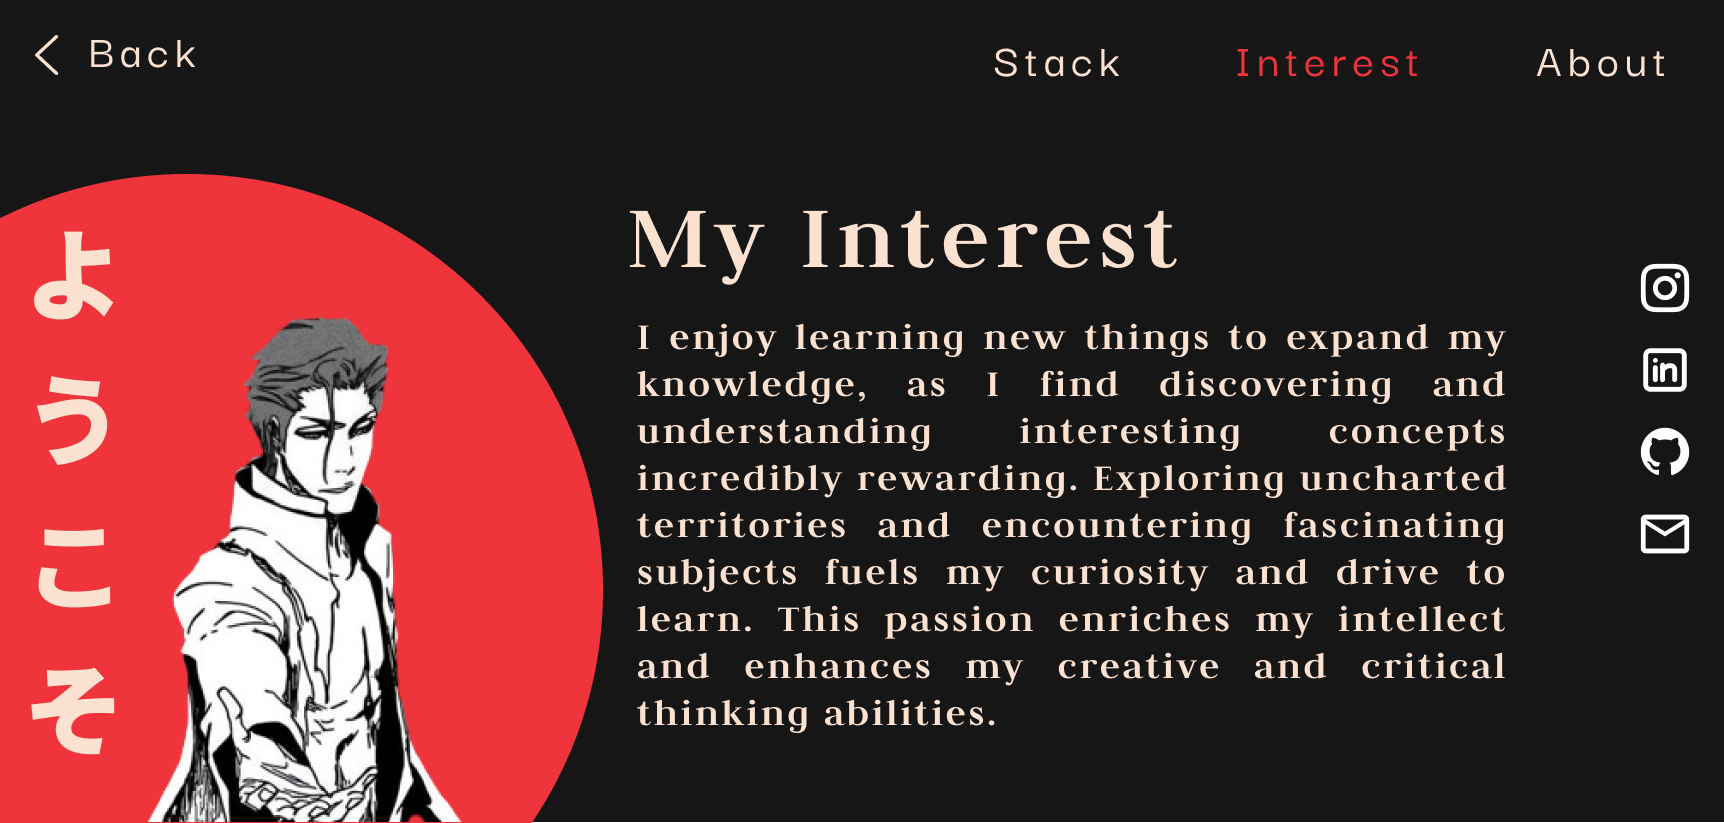 Back
Stack
Interest
About
ようこそ
My Interest
I enjoy learning new things to expand my
knowledge, as I find discovering and
understanding interesting concepts
incredibly rewarding. Exploring uncharted
territories and encountering fascinating
subjects fuels my curiosity and drive to
learn. This passion enriches my intellect
and enhances my creative and critical
thinking abilities.
in